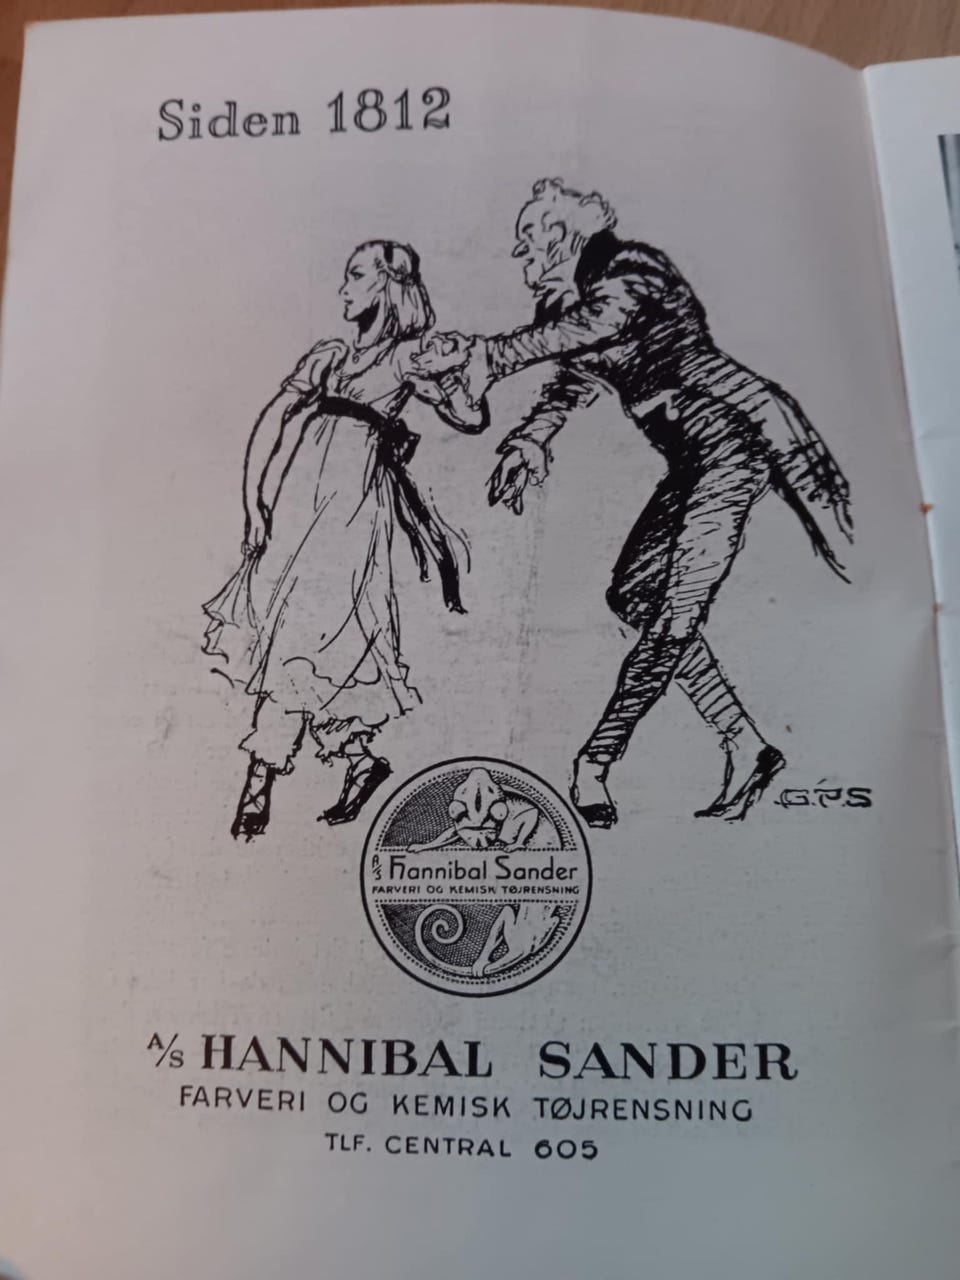 Siden 1812
G.P.S
A/S Hannibal Sander
FARVERI OG KEMISK TØJRENSNING
A/S HANNIBAL SANDER
FARVERI OG KEMISK TØJRENSNING
TLF. CENTRAL 605